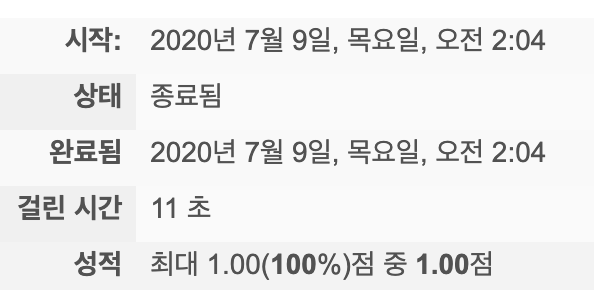 시작: 2020년 7월 9일, 목요일, 오전 2:04
상태 종료됨
완료됨 2020년 7월 9일, 목요일, 오전 2:04
걸린 시간 11 초
성적 최대 1.00(100%)점 중 1.00점